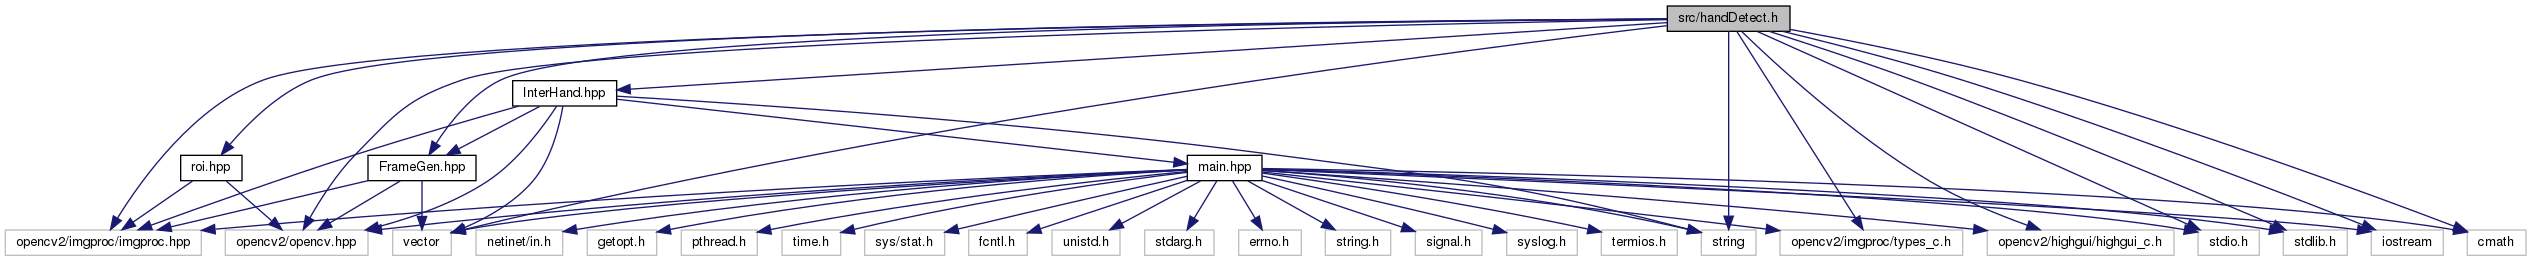 src/handDetect.h
InterHand.hpp
roi.hpp
FrameGen.hpp
main.hpp
opencv2/imgproc/imgproc.hpp
opencv2/opencv.hpp
vector
netinet/in.h
getopt.h
pthread.h
time.h
sys/stat.h
fcntl.h
unistd.h
stdarg.h
errno.h
string.h
signal.h
syslog.h
termios.h
string
opencv2/imgproc/types_c.h
opencv2/highgui/highgui_c.h
stdio.h
stdlib.h
iostream
cmath